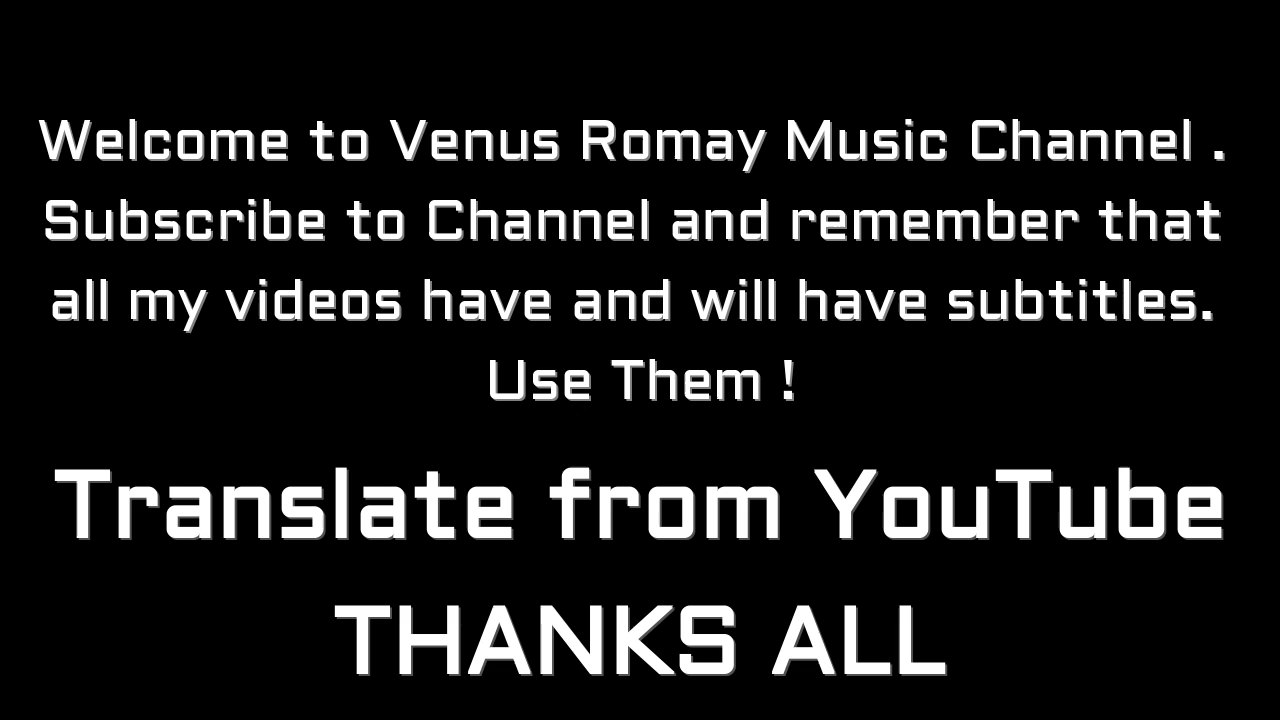 Welcome to Venus Romay Music Channel .
Subscribe to Channel and remember that
all my videos have and will have subtitles.
Use Them !
Translate from YouTube
THANKS ALL